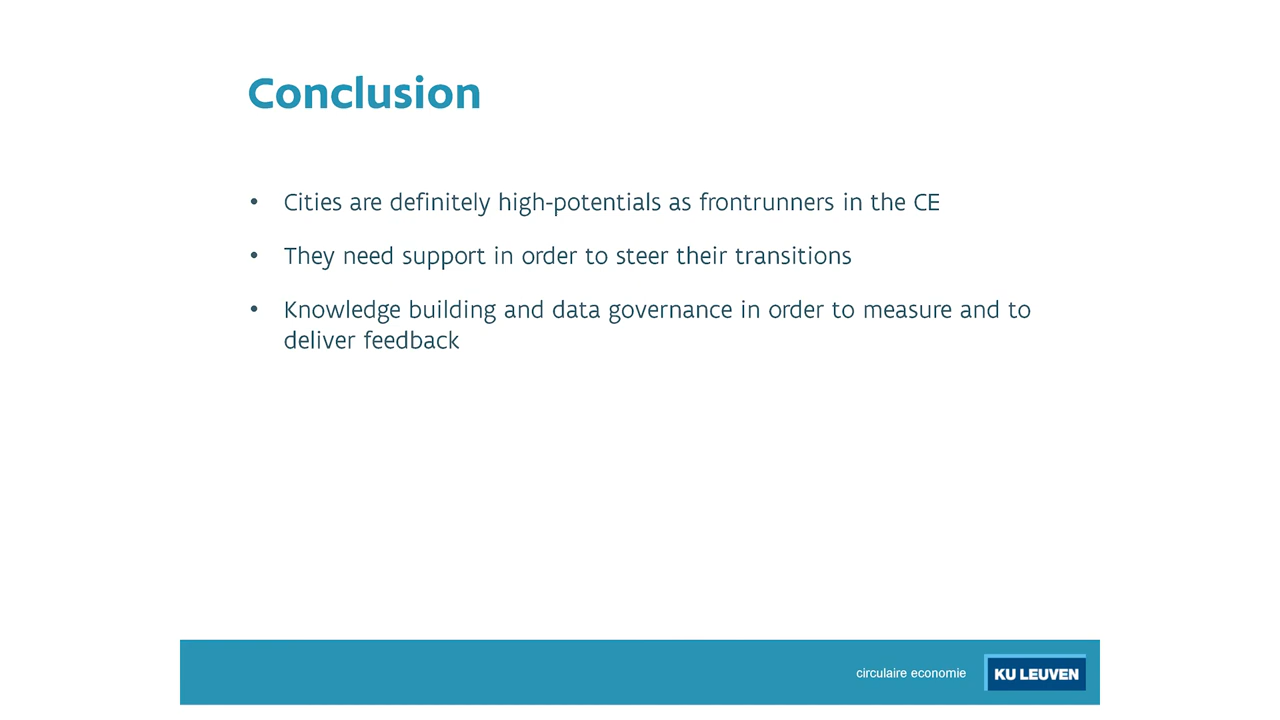 Conclusion
• Cities are definitely high-potentials as frontrunners in the CE
• They need support in order to steer their transitions
• Knowledge building and data governance in order to measure and to
deliver feedback
circulaire economie
KU LEUVEN